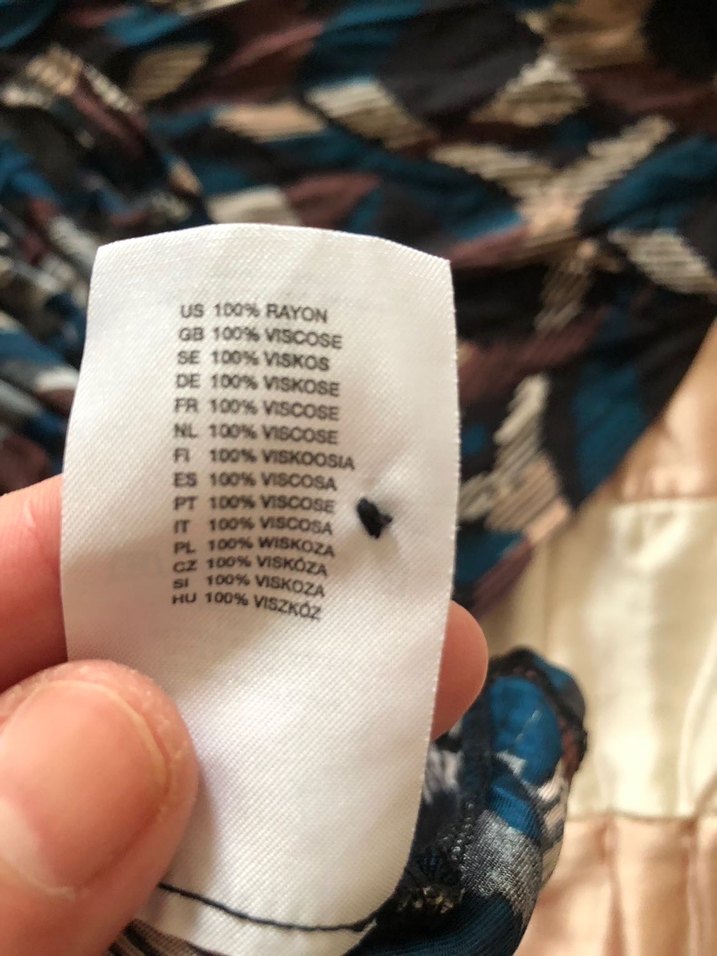 US 100% RAYON
GB 100% VISCOSE
SE 100% VISKOS
DE 100% VISKOSE
FR 100% VISCOSE
NL 100% VISCOSE
FI 100% VISKOOSIA
ES 100% VISCOSA
PT 100% VISCOSE
IT 100% VISCOSA
PL 100% WISKOZA
CZ 100% VISKÓZA
SI 100% VISKOZA
HU 100% VISZKÓZ